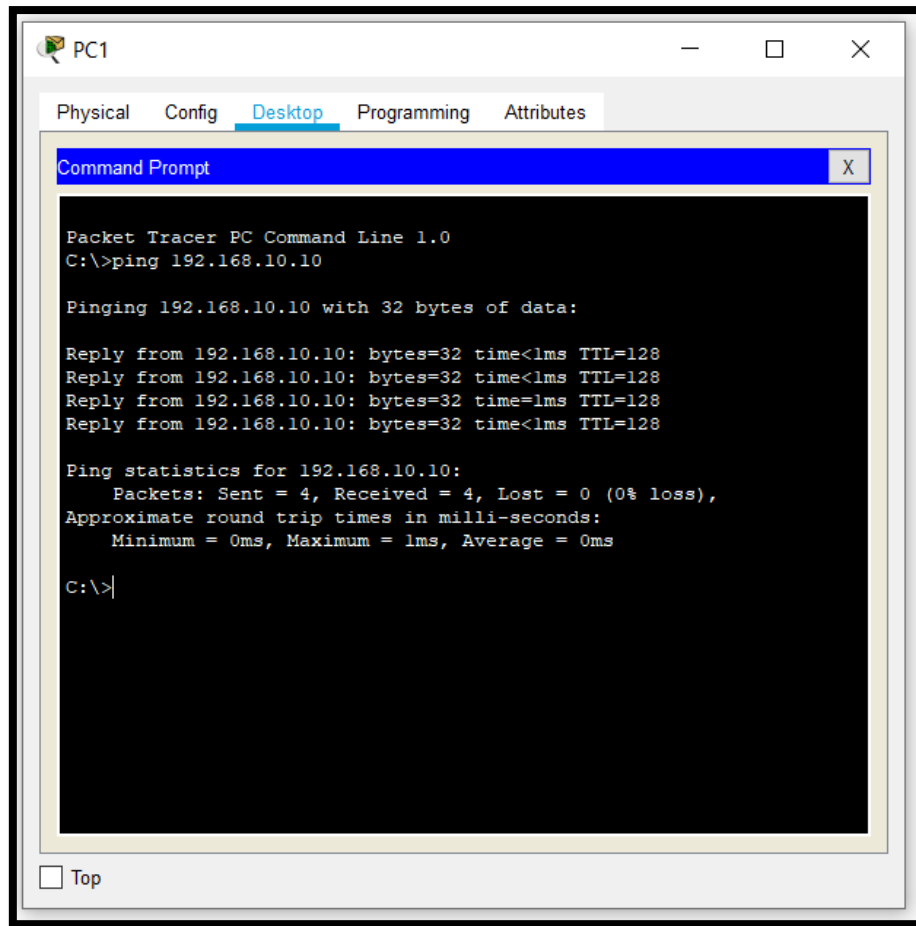 PC1
Physical Config Desktop Programming Attributes
Command Prompt X
Packet Tracer PC Command Line 1.0
C:\>ping 192.168.10.10
Pinging 192.168.10.10 with 32 bytes of data:
Reply from 192.168.10.10: bytes=32 time<1ms TTL=128
Reply from 192.168.10.10: bytes=32 time<1ms TTL=128
Reply from 192.168.10.10: bytes=32 time=1ms TTL=128
Reply from 192.168.10.10: bytes=32 time<1ms TTL=128
Ping statistics for 192.168.10.10:
Packets: Sent = 4, Received = 4, Lost = 0 (0% loss),
Approximate round trip times in milli-seconds:
Minimum = 0ms, Maximum = 1ms, Average = 0ms
C:\>
Top